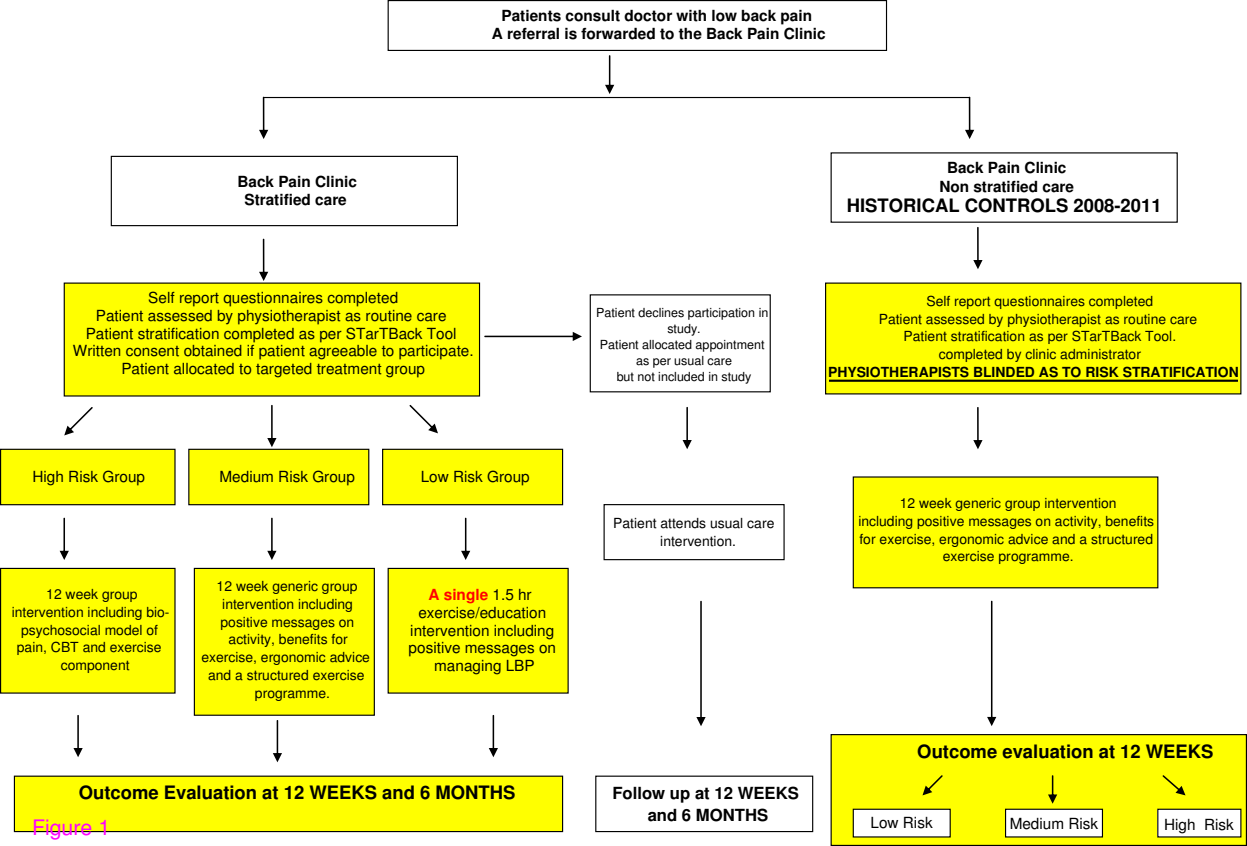 Patients consult doctor with low back pain
A referral is forwarded to the Back Pain Clinic
Back Pain Clinic
Stratified care
Back Pain Clinic
Non stratified care
HISTORICAL CONTROLS 2008-2011
Self report questionnaires completed
Patient assessed by physiotherapist as routine care
Patient stratification completed as per STarTBack Tool
Written consent obtained if patient agreeable to participate.
Patient allocated to targeted treatment group
Patient declines participation in
study.
Patient allocated appointment
as per usual care
but not included in study
Self report questionnaires completed
Patient assessed by physiotherapist as routine care
Patient stratification as per STarTBack Tool.
completed by clinic administrator
PHYSIOTHERAPISTS BLINDED AS TO RISK STRATIFICATION
High Risk Group
Medium Risk Group
Low Risk Group
Patient attends usual care
intervention.
12 week generic group intervention
including positive messages on activity, benefits
for exercise, ergonomic advice and a structured
exercise programme.
12 week group
intervention including bio-
psychosocial model of
pain, CBT and exercise
component
12 week generic group
intervention including
positive messages on
activity, benefits for
exercise, ergonomic advice
and a structured exercise
programme.
A single 1.5 hr
exercise/education
intervention including
positive messages on
managing LBP
Outcome Evaluation at 12 WEEKS and 6 MONTHS
Follow up at 12 WEEKS
and 6 MONTHS
Outcome evaluation at 12 WEEKS
Low Risk
Medium Risk
High Risk
Figure 1